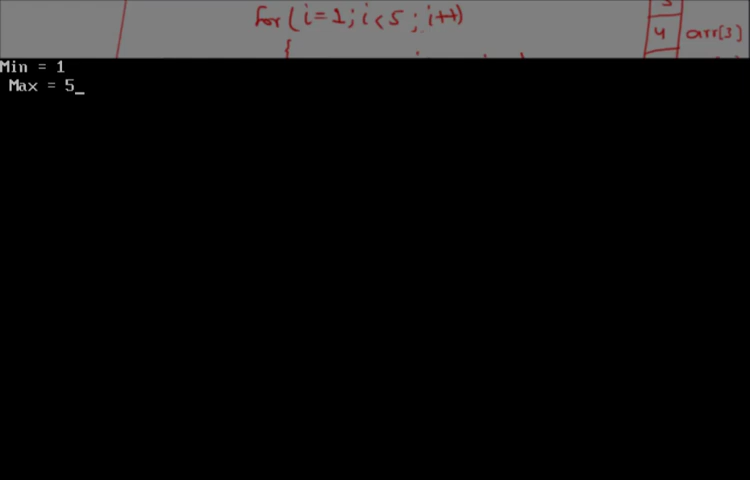 for(i=1;i<5;i++)
{
4 arr[3]
Min = 1
Max = 5_